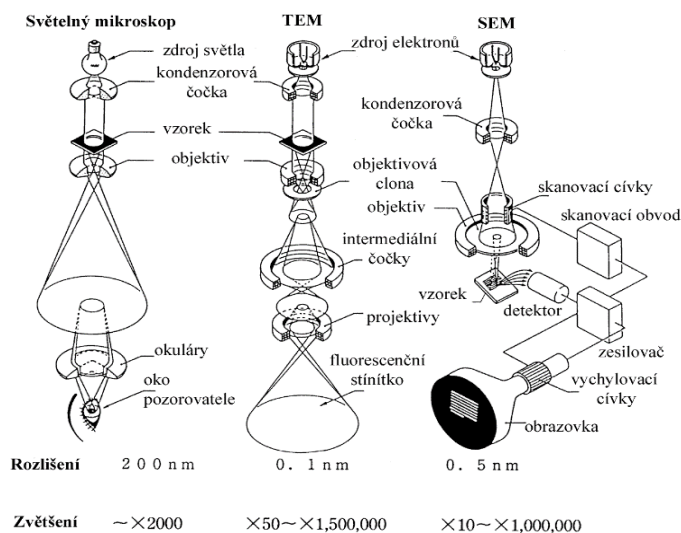 Světelný mikroskop
TEM
SEM
zdroj světla
kondenzorová
čočka
vzorek
objektiv
okuláry
oko
pozorovatele
zdroj elektronů
objektivová
clona
objektiv
intermediální
čočky
projektivy
fluorescenční
stínítko
kondenzorová
čočka
skanovací cívky
skanovací obvod
vzorek
detektor
zesilovač
vychylovací
cívky
obrazovka
Rozlišení 200nm 0. 1nm 0. 5nm
Zvětšení ～×2000 ×50～×1,500,000 ×10～×1,000,000